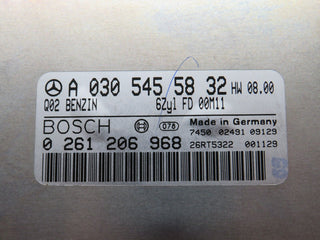 A 030 545 58 32 HW 08.00
Q02 BENZIN 6Zyl FD 00M11
BOSCH 078 Made in Germany
7450 02491 09129
0 261 206 968 26RT5322 001129